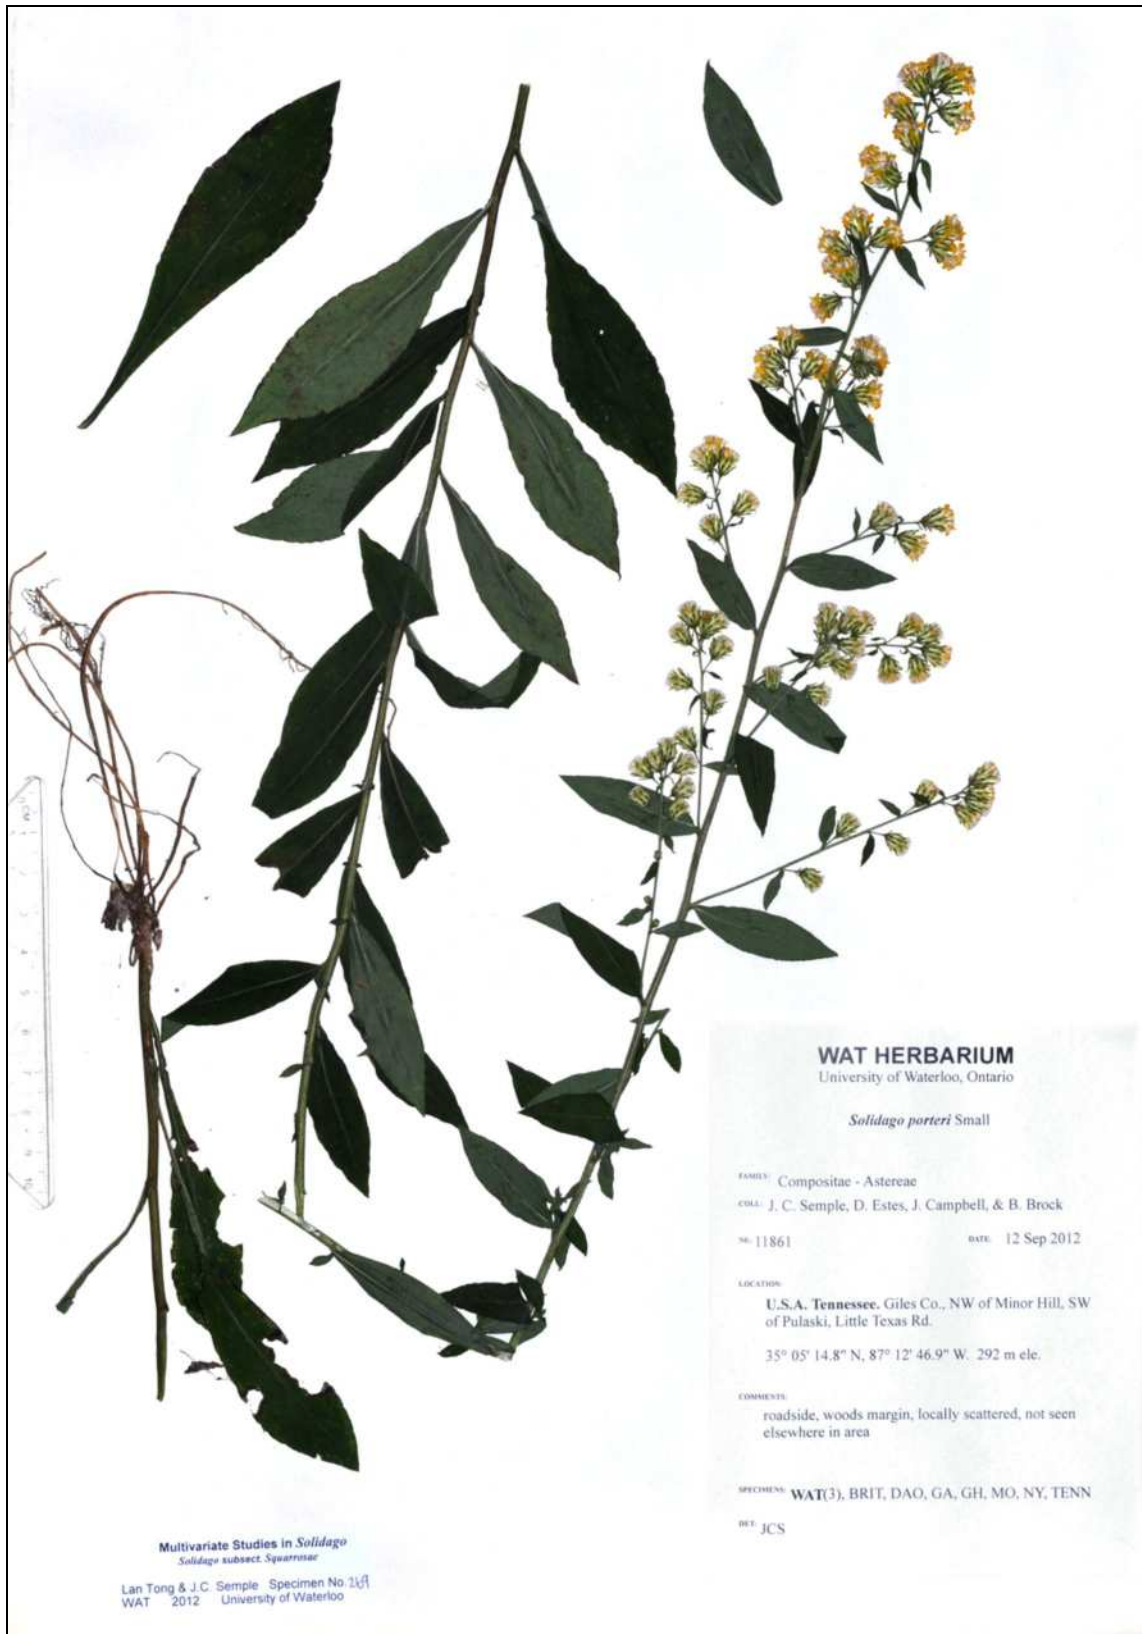 WAT HERBARIUM
University of Waterloo, Ontario
Solidago porteri Small
FAMILY: Compositae - Astereae
COLL: J. C. Semple, D. Estes, J. Campbell, & B. Brock
NO: 11861 DATE: 12 Sep 2012
LOCATION:
U.S.A. Tennessee. Giles Co., NW of Minor Hill, SW
of Pulaski, Little Texas Rd.
35° 05' 14.8" N, 87° 12' 46.9" W. 292 m ele.
COMMENTS:
roadside, woods margin, locally scattered, not seen
elsewhere in area
SPECIMENS: WAT(3), BRIT, DAO, GA, GH, MO, NY, TENN
DET: JCS
Multivariate Studies in Solidago
Solidago subsect. Squarrosae
Lan Tong & J.C. Semple Specimen No.
WAT 2012 University of Waterloo